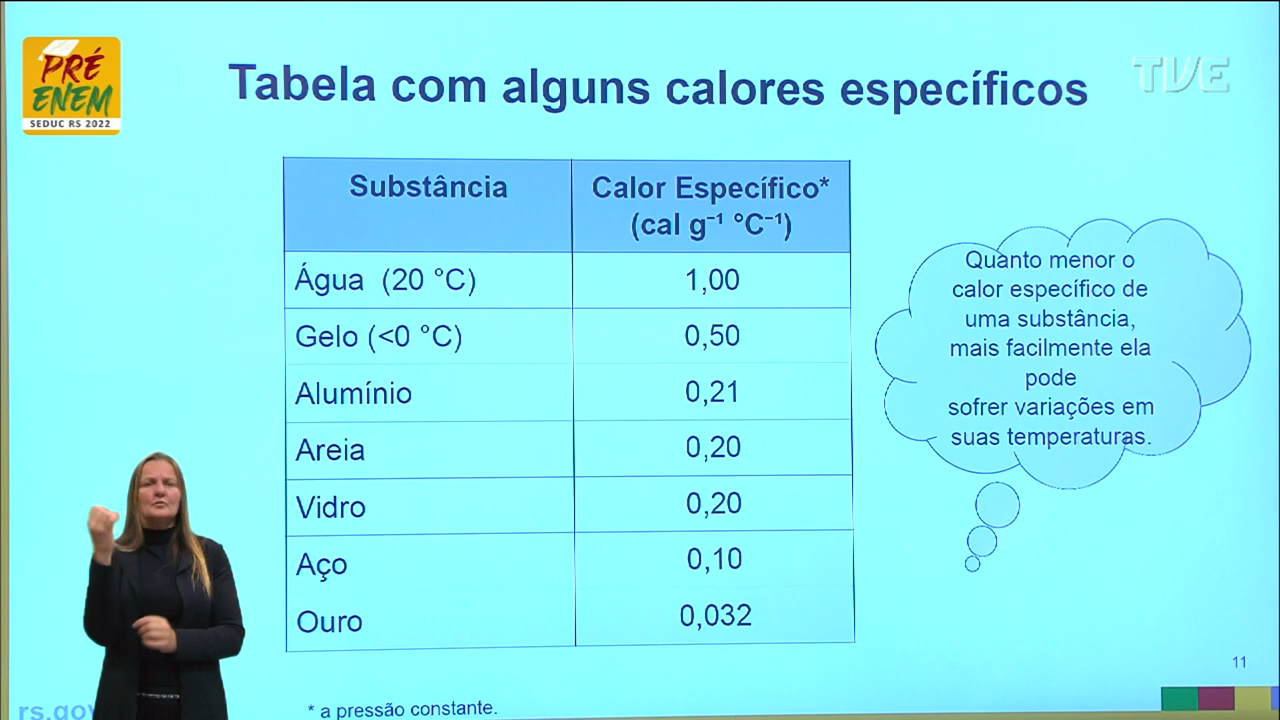 PRÉ
ENEM
SEDUC RS 2022
Tabela com alguns calores específicos
TVE
Substância
Calor Específico*
(cal g⁻¹ °C⁻¹)
Água (20 °C)
1,00
Gelo (<0 °C)
0,50
Alumínio
0,21
Areia
0,20
Vidro
0,20
Aço
0,10
Ouro
0,032
Quanto menor o
calor específico de
uma substância,
mais facilmente ela
pode
sofrer variações em
suas temperaturas.
11
rs.gov
* a pressão constante.